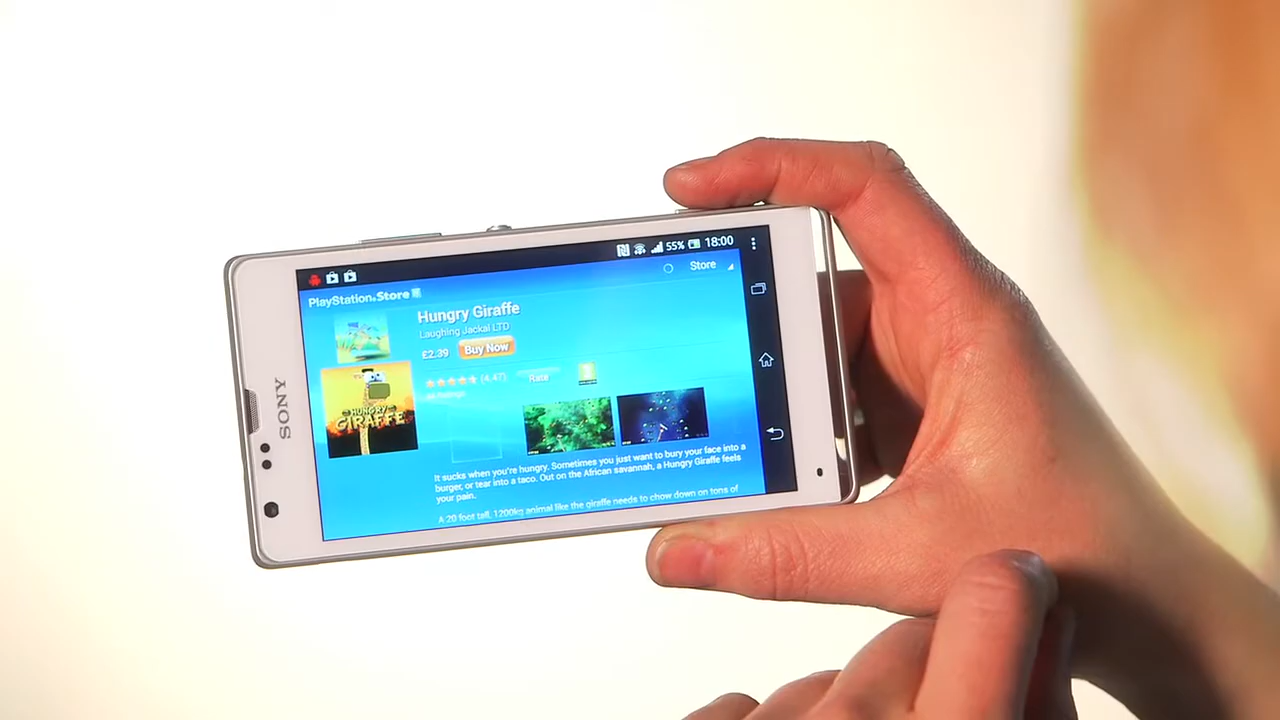 SONY
55% 18:00
PlayStation®Store
Store
Hungry Giraffe
Laughing Jackal LTD
£2.39 Buy Now
(4.47)
Rate
HUNGRY
GIRAFFE
It sucks when you're hungry. Sometimes you just want to bury your face into a
burger, or tear into a taco. Out on the African savannah, a Hungry Giraffe feels
your pain.
A 20 foot tall, 1200kg animal like the giraffe needs to chow down on tons of